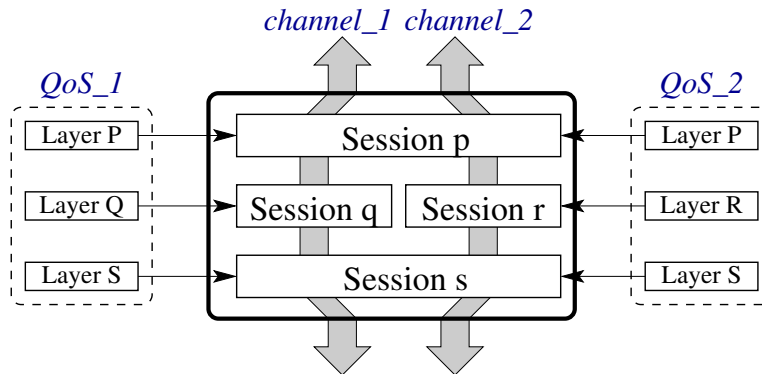 channel_1 channel_2
QoS_1 QoS_2
Layer P Session p Layer P
Layer Q Session q Session r Layer R
Layer S Session s Layer S